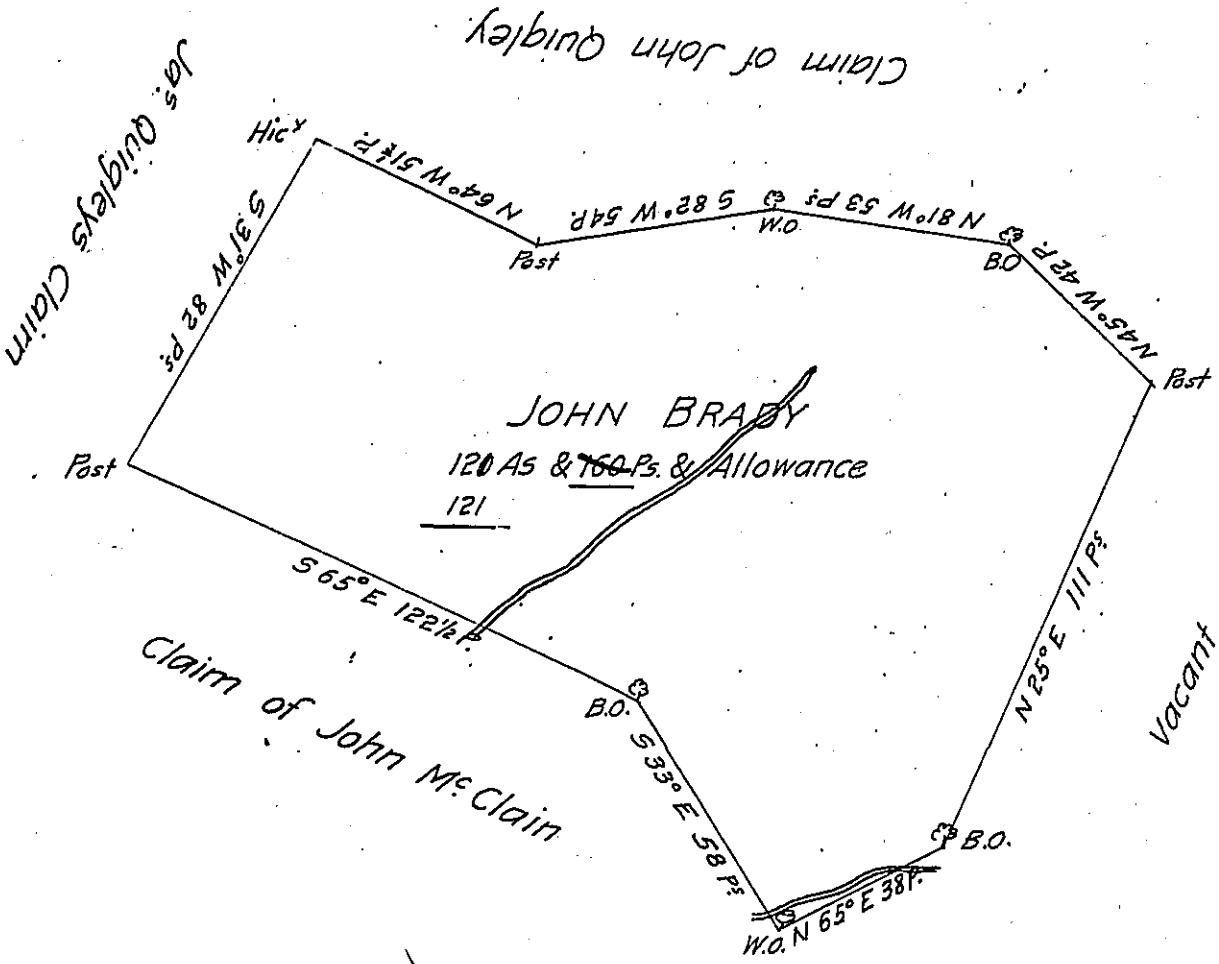 Claim of John Quigley.
Jas. Quigleys Claim
Hicx
N 64° W 51½ P.
Post
S 82° W 54P.
W.O.
N 81° W 53 Ps
B.O
N 45° W 42 P.
Post
S. 31° W 82 Ps.
JOHN BRADY
120 As & 160 Ps. & Allowance
121
Post
S 65° E 122½ P.
N 25° E 111 Ps.
Vacant
Claim of John McClain
B.O.
S 33° E 58 Ps
B.O.
W.O.
N 65° E 38P.